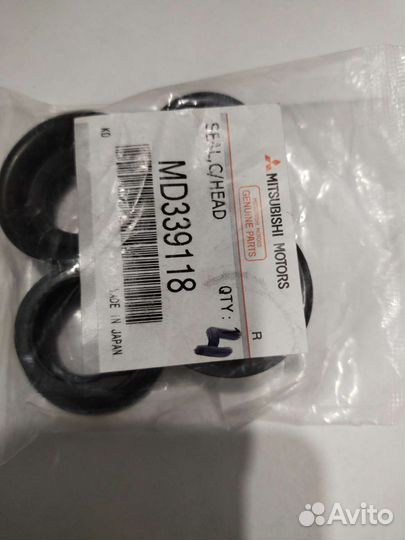 MITSUBISHI MOTORS
GENUINE PARTS
R
SEAL,C/HEAD
QTY: 4
MD339118
KD
MADE IN JAPAN
Avito